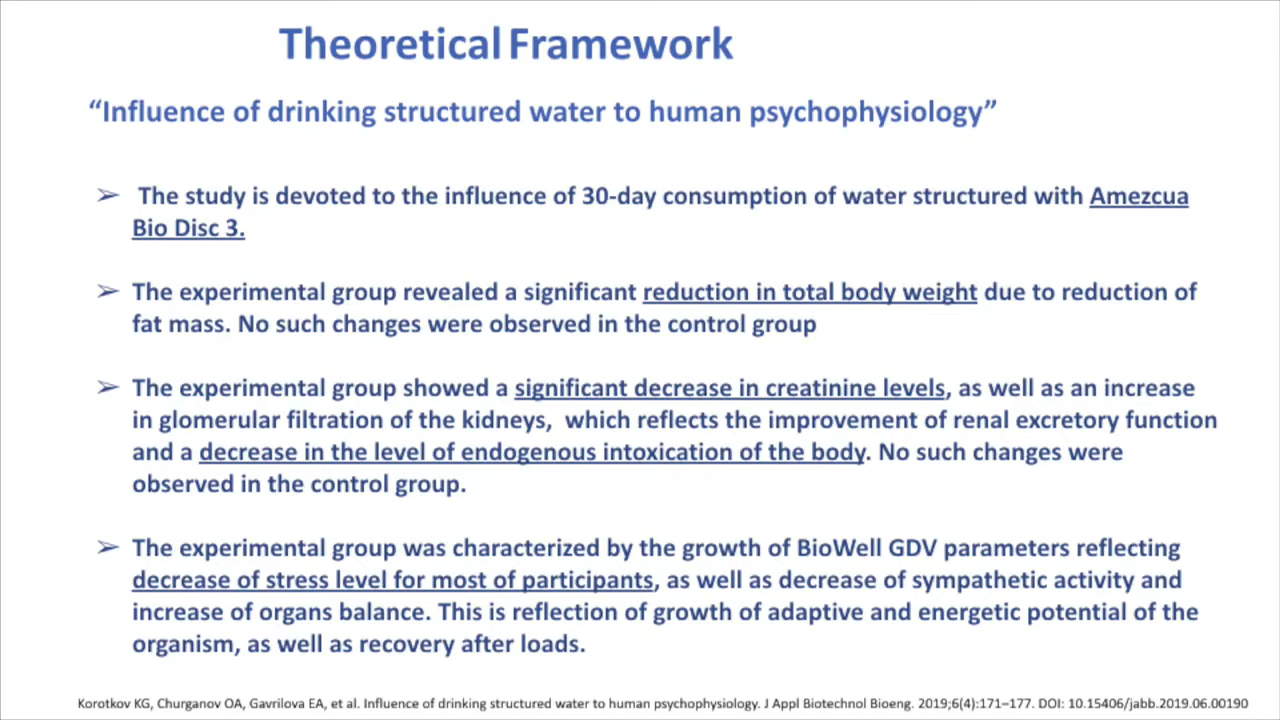 Theoretical Framework
“Influence of drinking structured water to human psychophysiology”
➢ The study is devoted to the influence of 30-day consumption of water structured with Amezcua
Bio Disc 3.
➢ The experimental group revealed a significant reduction in total body weight due to reduction of
fat mass. No such changes were observed in the control group
➢ The experimental group showed a significant decrease in creatinine levels, as well as an increase
in glomerular filtration of the kidneys, which reflects the improvement of renal excretory function
and a decrease in the level of endogenous intoxication of the body. No such changes were
observed in the control group.
➢ The experimental group was characterized by the growth of BioWell GDV parameters reflecting
decrease of stress level for most of participants, as well as decrease of sympathetic activity and
increase of organs balance. This is reflection of growth of adaptive and energetic potential of the
organism, as well as recovery after loads.
Korotkov KG, Churganov OA, Gavrilova EA, et al. Influence of drinking structured water to human psychophysiology. J Appl Biotechnol Bioeng. 2019;6(4):171–177. DOI: 10.15406/jabb.2019.06.00190